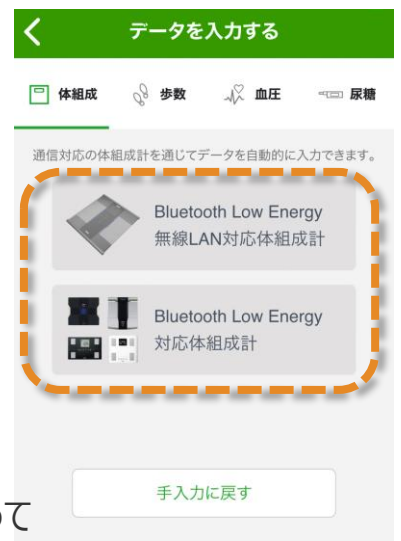 データを入力する
体組成 歩数 血圧 尿糖
通信対応の体組成計を通じてデータを自動的に入力できます。
Bluetooth Low Energy
無線LAN対応体組成計
Bluetooth Low Energy
対応体組成計
手入力に戻す
って